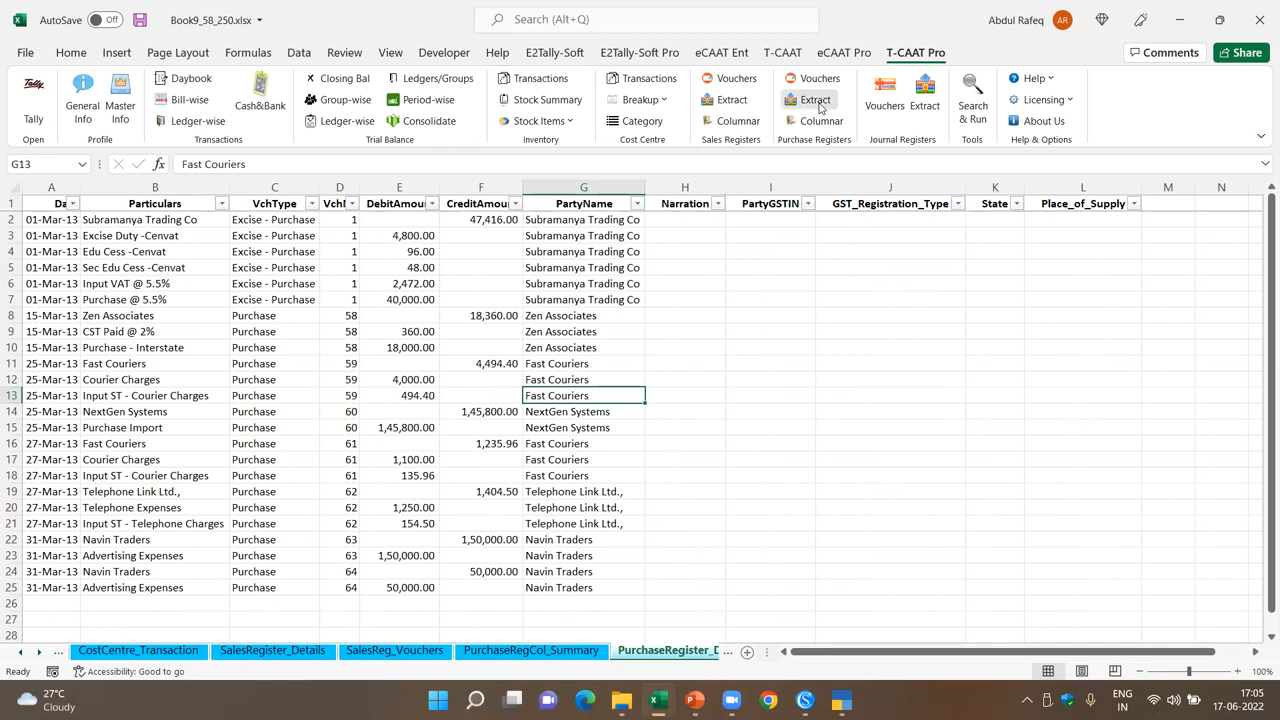 AutoSave Off Book9_58_250.xlsx Search (Alt+Q) Abdul Rafeq AR
File Home Insert Page Layout Formulas Data Review View Developer Help E2Tally-Soft E2Tally-Soft Pro eCAAT Ent T-CAAT eCAAT Pro T-CAAT Pro Comments Share
Daybook Closing Bal Ledgers/Groups Transactions Transactions Vouchers Vouchers Help
Bill-wise Group-wise Period-wise Stock Summary Breakup Extract Extract Licensing
Tally General Info Master Info Ledger-wise Cash&Bank Ledger-wise Consolidate Stock Items Category Columnar Columnar Vouchers Extract Search & Run About Us
Open Profile Transactions Trial Balance Inventory Cost Centre Sales Registers Purchase Registers Journal Registers Tools Help & Options
G13 fx Fast Couriers
A B C D E F G H I J K L M N
1 Da Particulars VchType VchN DebitAmou CreditAmou PartyName Narration PartyGSTIN GST_Registration_Type State Place_of_Supply
2 01-Mar-13 Subramanya Trading Co Excise - Purchase 1 47,416.00 Subramanya Trading Co
3 01-Mar-13 Excise Duty -Cenvat Excise - Purchase 1 4,800.00 Subramanya Trading Co
4 01-Mar-13 Edu Cess -Cenvat Excise - Purchase 1 96.00 Subramanya Trading Co
5 01-Mar-13 Sec Edu Cess -Cenvat Excise - Purchase 1 48.00 Subramanya Trading Co
6 01-Mar-13 Input VAT @ 5.5% Excise - Purchase 1 2,472.00 Subramanya Trading Co
7 01-Mar-13 Purchase @ 5.5% Excise - Purchase 1 40,000.00 Subramanya Trading Co
8 15-Mar-13 Zen Associates Purchase 58 18,360.00 Zen Associates
9 15-Mar-13 CST Paid @ 2% Purchase 58 360.00 Zen Associates
10 15-Mar-13 Purchase - Interstate Purchase 58 18,000.00 Zen Associates
11 25-Mar-13 Fast Couriers Purchase 59 4,494.40 Fast Couriers
12 25-Mar-13 Courier Charges Purchase 59 4,000.00 Fast Couriers
13 25-Mar-13 Input ST - Courier Charges Purchase 59 494.40 Fast Couriers
14 25-Mar-13 NextGen Systems Purchase 60 1,45,800.00 NextGen Systems
15 25-Mar-13 Purchase Import Purchase 60 1,45,800.00 NextGen Systems
16 27-Mar-13 Fast Couriers Purchase 61 1,235.96 Fast Couriers
17 27-Mar-13 Courier Charges Purchase 61 1,100.00 Fast Couriers
18 27-Mar-13 Input ST - Courier Charges Purchase 61 135.96 Fast Couriers
19 27-Mar-13 Telephone Link Ltd., Purchase 62 1,404.50 Telephone Link Ltd.,
20 27-Mar-13 Telephone Expenses Purchase 62 1,250.00 Telephone Link Ltd.,
21 27-Mar-13 Input ST - Telephone Charges Purchase 62 154.50 Telephone Link Ltd.,
22 31-Mar-13 Navin Traders Purchase 63 1,50,000.00 Navin Traders
23 31-Mar-13 Advertising Expenses Purchase 63 1,50,000.00 Navin Traders
24 31-Mar-13 Navin Traders Purchase 64 50,000.00 Navin Traders
25 31-Mar-13 Advertising Expenses Purchase 64 50,000.00 Navin Traders
26
27
28
... CostCentre_Transaction SalesRegister_Details SalesReg_Vouchers PurchaseRegCol_Summary PurchaseRegister_D ...
Ready Accessibility: Good to go 100%
27°C ENG 17:05
Cloudy IN 17-06-2022